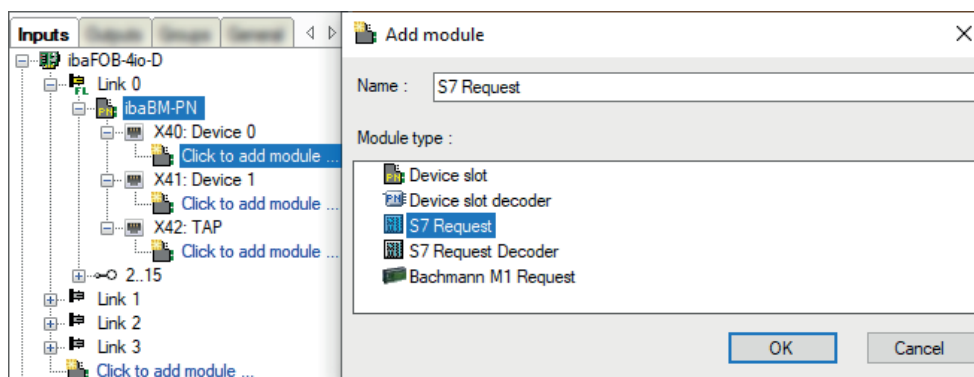 Inputs
ibaFOB-4io-D
Link 0
FL
ibaBM-PN
X40: Device 0
Click to add module ...
X41: Device 1
Click to add module ...
X42: TAP
Click to add module ...
2..15
Link 1
Link 2
Link 3
Click to add module ...
Add module
Name :
S7 Request
Module type :
Device slot
Device slot decoder
S7 Request
S7 Request Decoder
Bachmann M1 Request
OK
Cancel